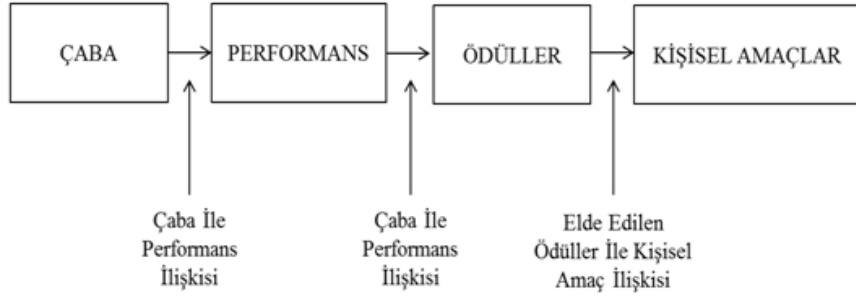 ÇABA
PERFORMANS
ÖDÜLLER
KİŞİSEL AMAÇLAR
Çaba İle
Performans
İlişkisi
Çaba İle
Performans
İlişkisi
Elde Edilen
Ödüller İle Kişisel
Amaç İlişkisi